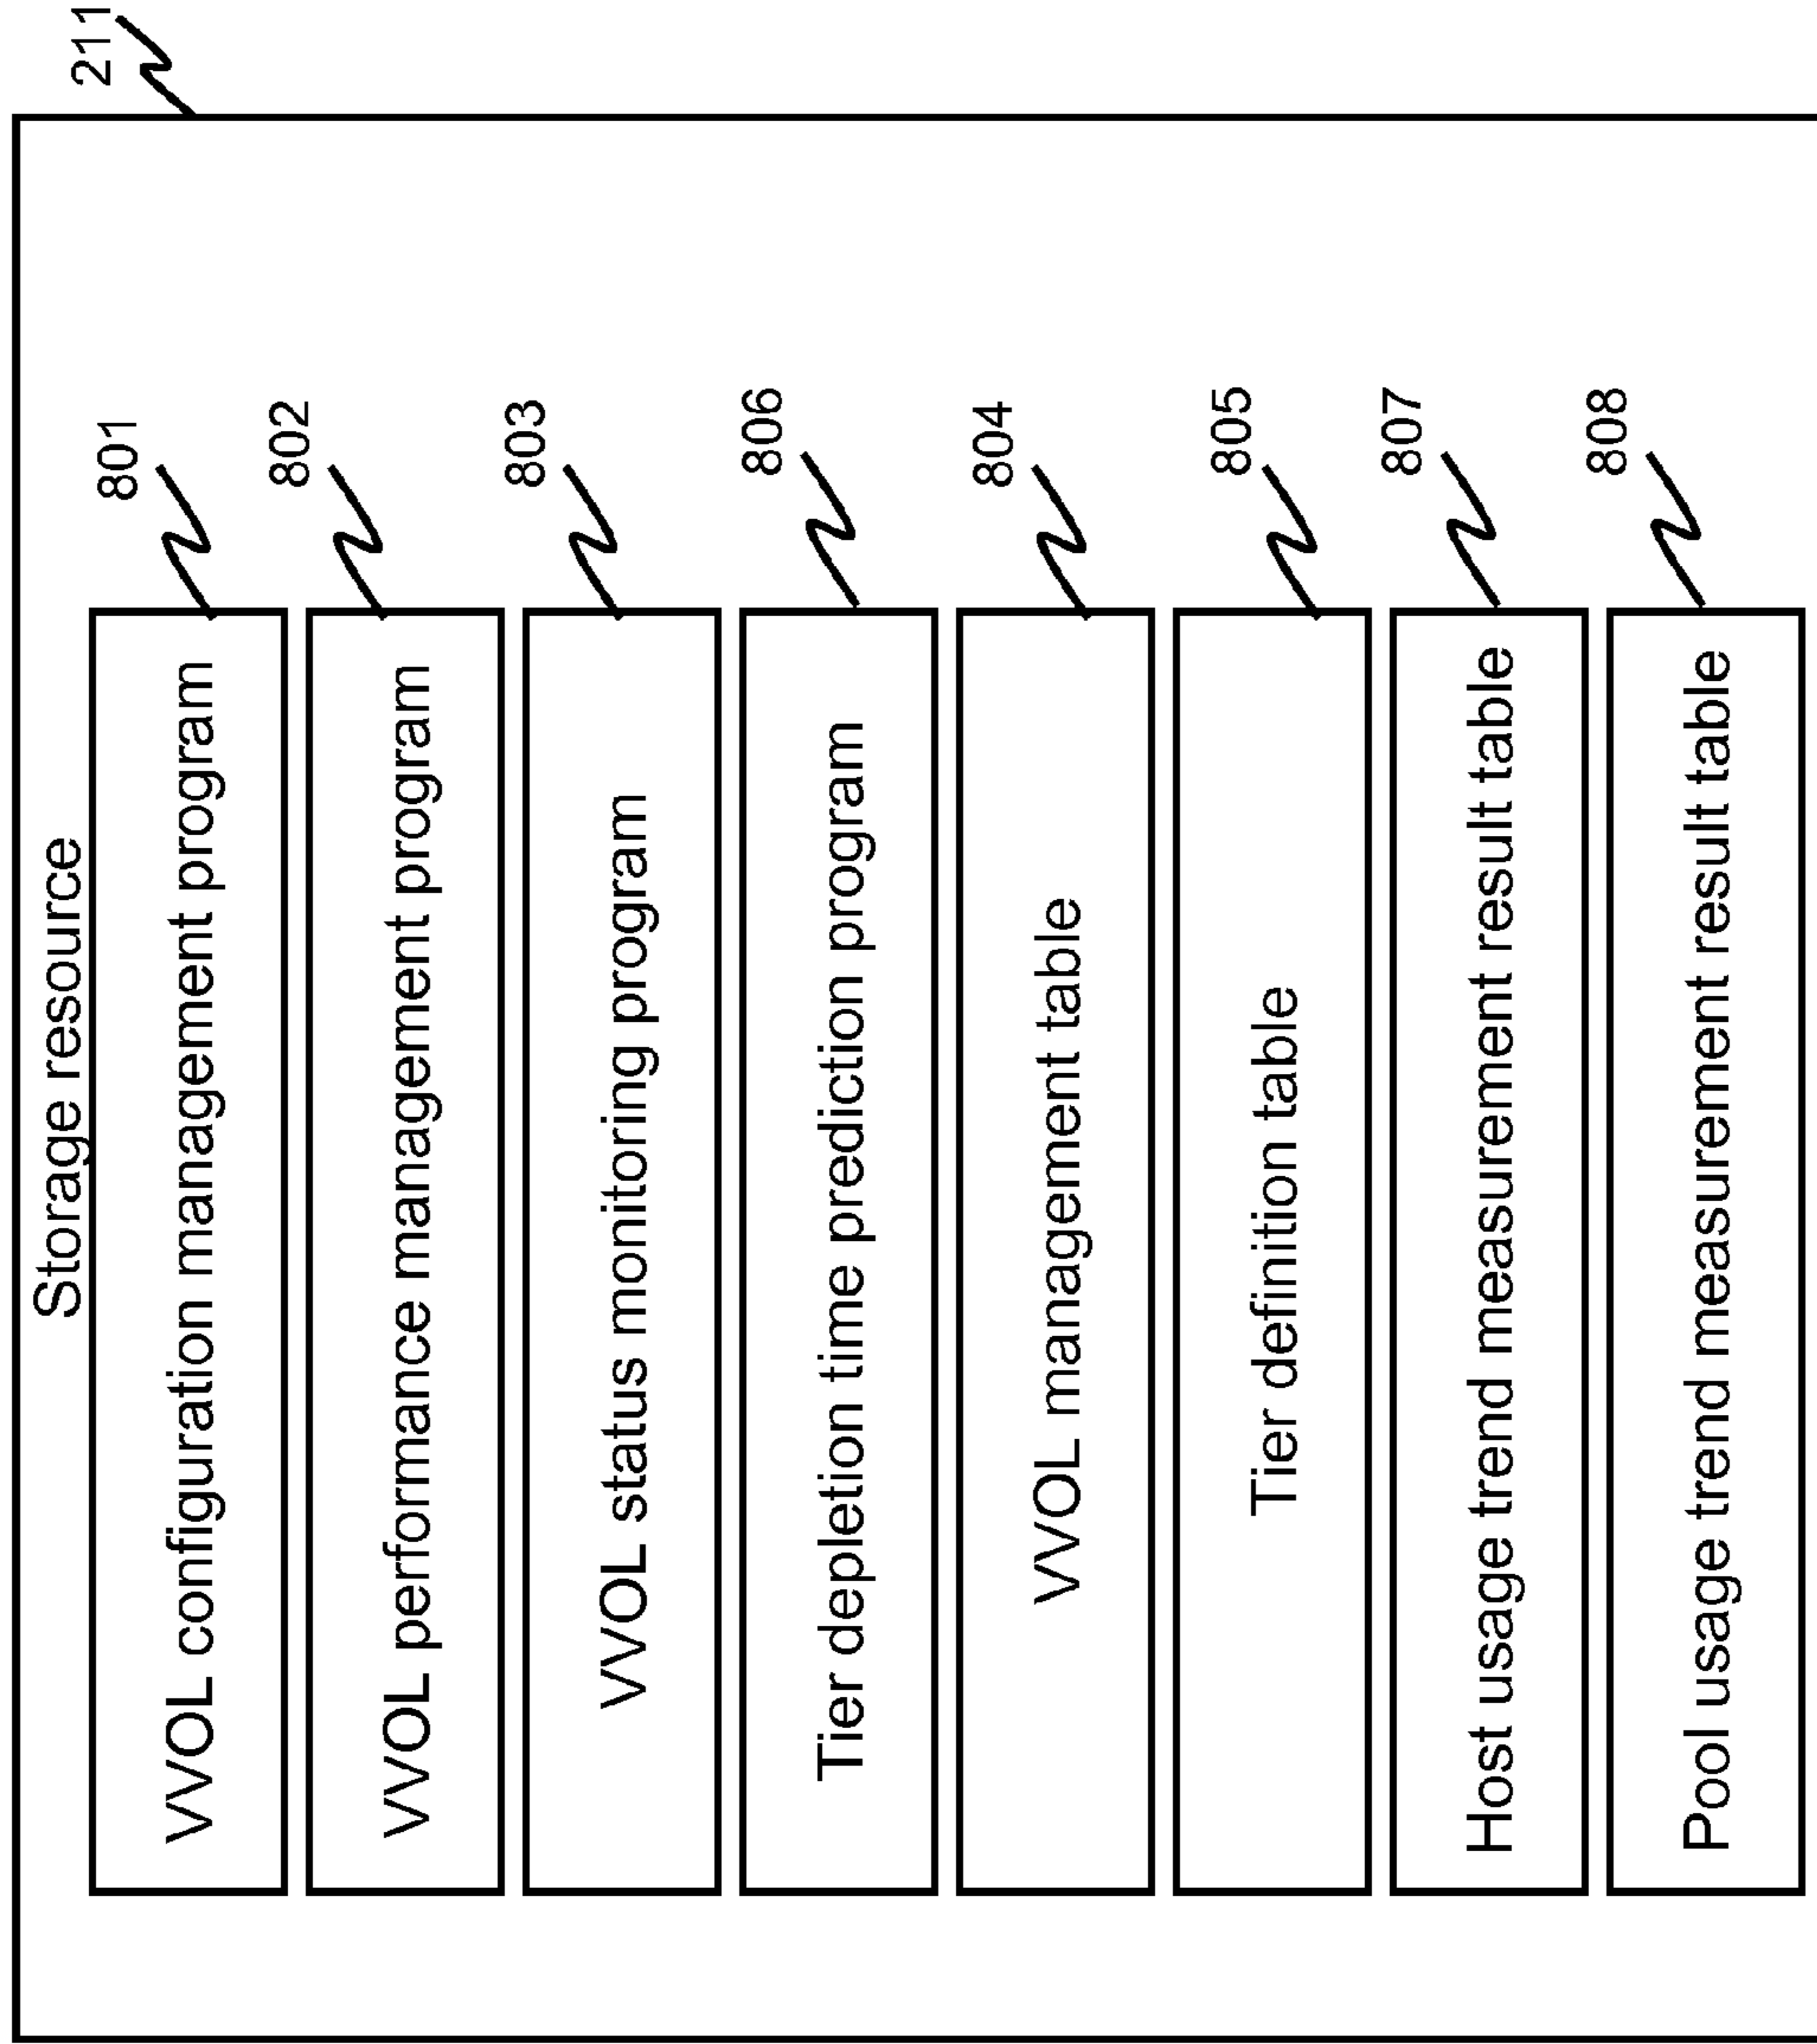 211
Storage resource
VVOL configuration management program
801
VVOL performance management program
802
VVOL status monitoring program
803
Tier depletion time prediction program
806
VVOL management table
804
Tier definition table
805
Host usage trend measurement result table
807
Pool usage trend measurement result table
808